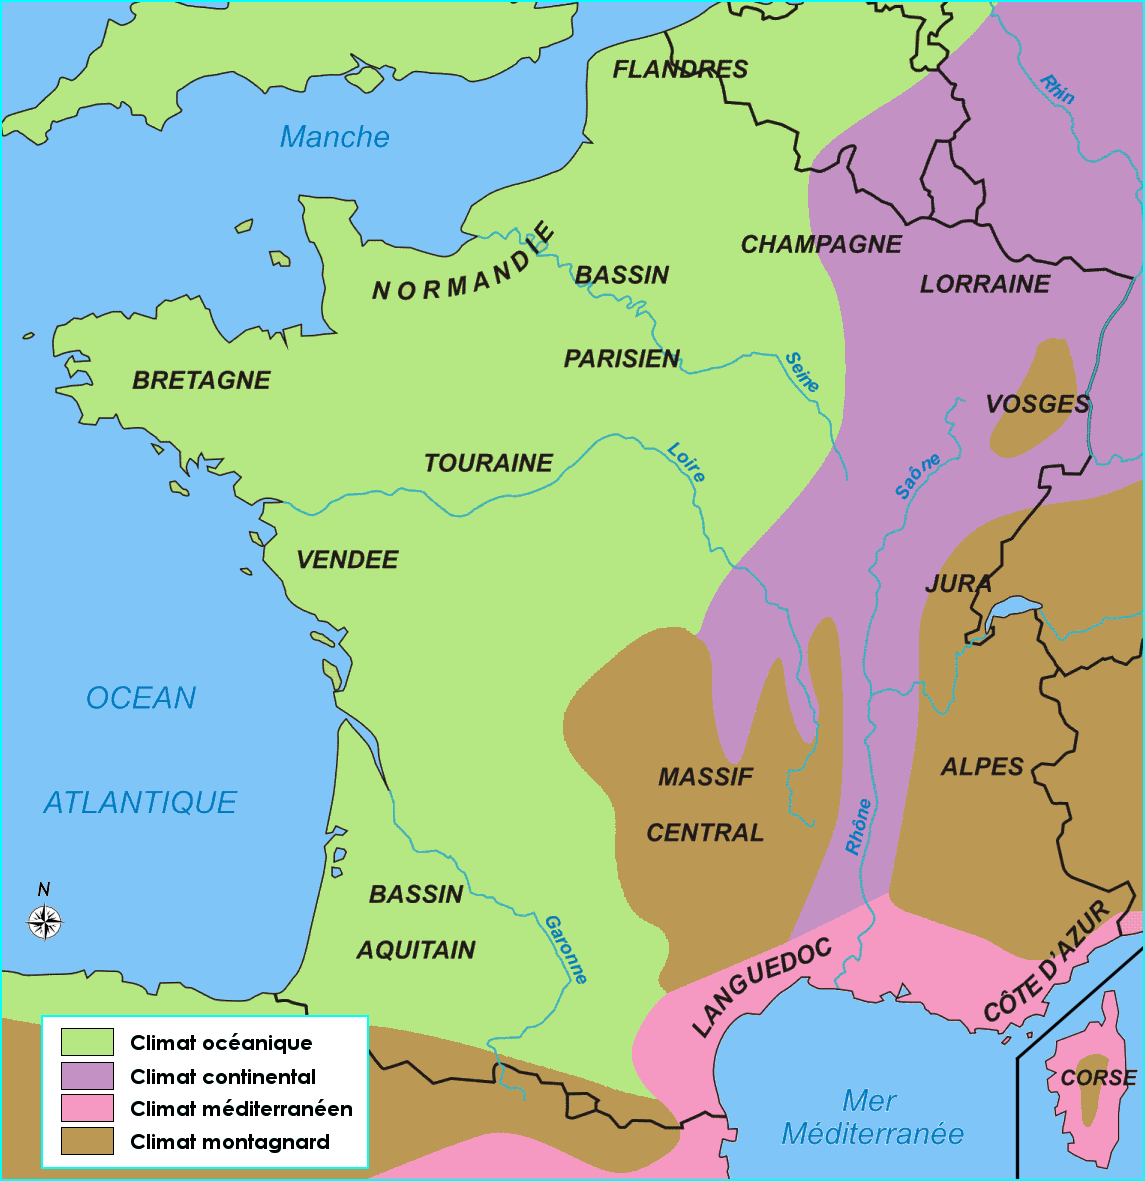 FLANDRES
Rhin
Manche
CHAMPAGNE
NORMANDIE
BASSIN
LORRAINE
PARISIEN
Seine
BRETAGNE
VOSGES
TOURAINE
Loire
Saône
VENDEE
JURA
OCEAN
ATLANTIQUE
MASSIF
CENTRAL
ALPES
Rhône
N
BASSIN
AQUITAIN
Garonne
LANGUEDOC
CÔTE D'AZUR
Climat océanique
Climat continental
Climat méditerranéen
Climat montagnard
CORSE
Mer
Méditerranée